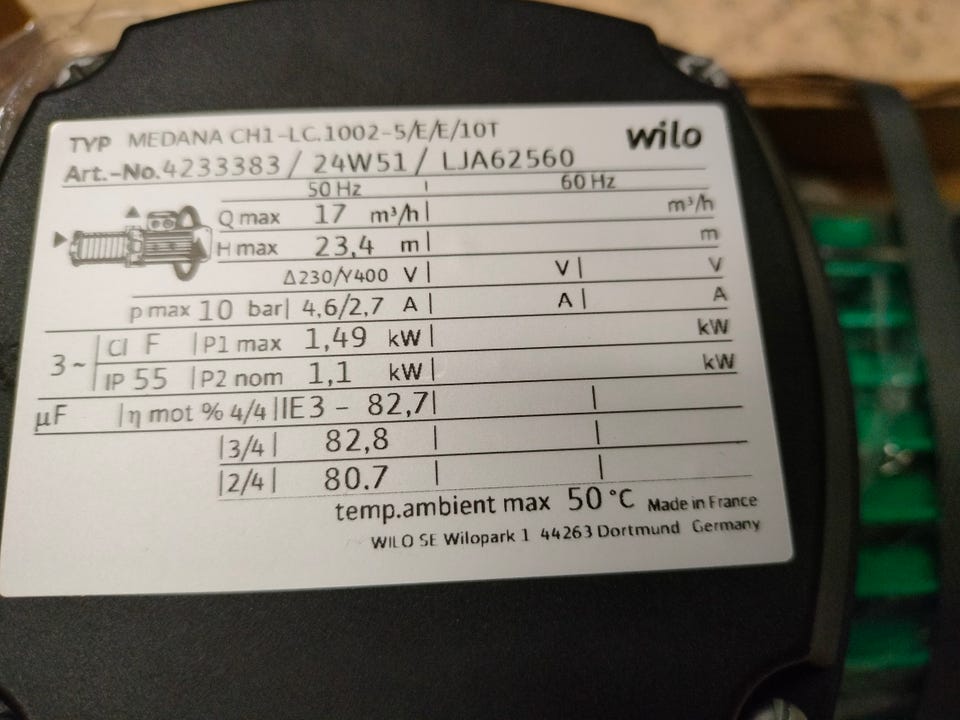 TYP MEDANA CH1-LC.1002-5/E/E/10T wilo
Art.-No.4233383 / 24W51 / LJA62560
50 Hz 60 Hz
Q max 17 m³/h m³/h
H max 23,4 m m
Δ230/Y400 V V V
p max 10 bar 4,6/2,7 A A A
3~ Cl F P1 max 1,49 kW kW
IP 55 P2 nom 1,1 kW kW
µF η mot % 4/4 IE3 - 82,7
3/4 82,8
2/4 80.7
temp.ambient max 50 °C Made in France
WILO SE Wilopark 1 44263 Dortmund Germany